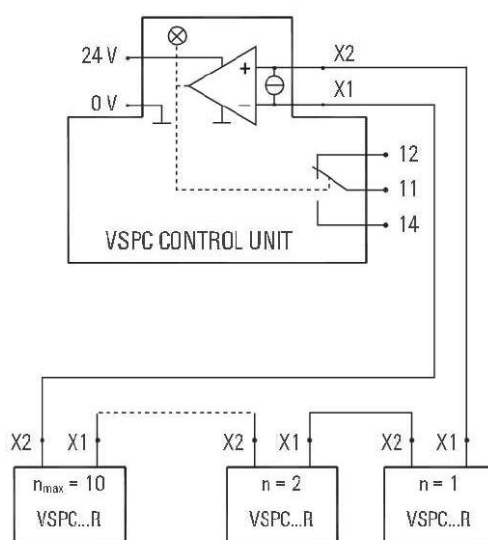 24 V
0 V
+
−
X2
X1
12
11
14
VSPC CONTROL UNIT
X2 X1 X2 X1 X2 X1
nmax = 10 n = 2 n = 1
VSPC...R VSPC...R VSPC...R